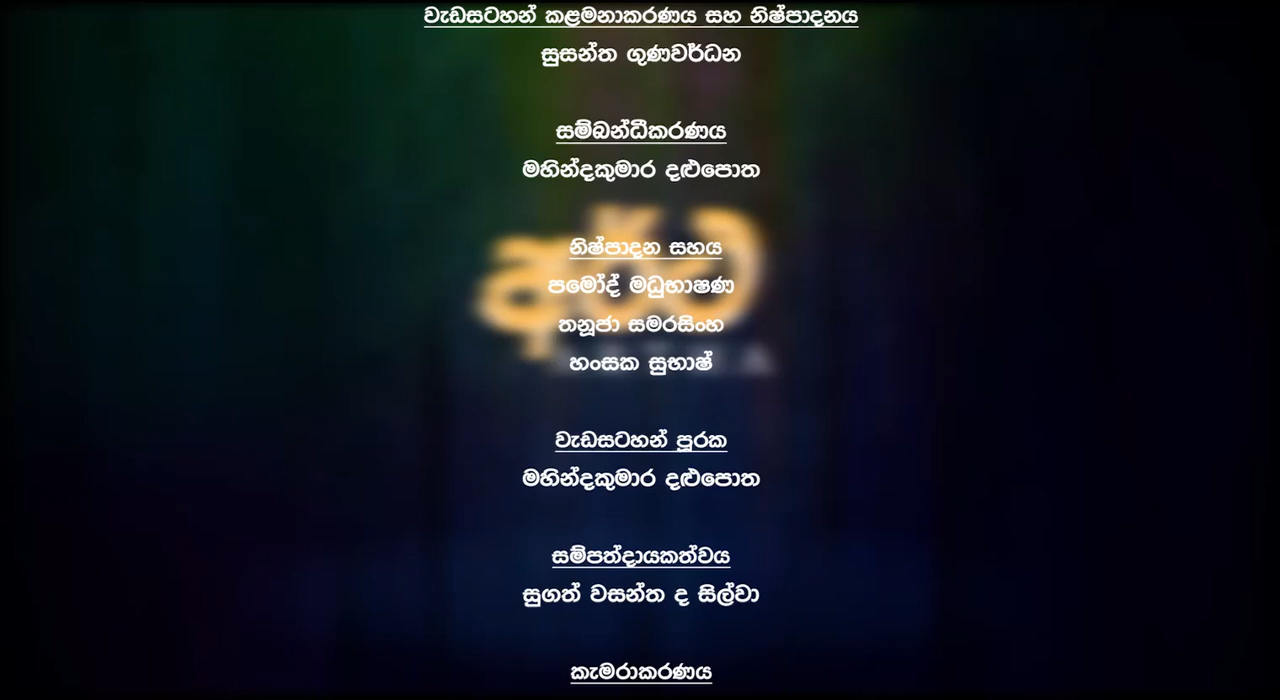 වැඩසටහන් කළමනාකරණය සහ නිෂ්පාදනය
සුසන්ත ගුණවර්ධන
සම්බන්ධීකරණය
මහින්දකුමාර දළුපොත
නිෂ්පාදන සහය
පමෝද් මධුභාෂණ
තනූජා සමරසිංහ
හංසක සුභාෂ්
වැඩසටහන් පූරක
මහින්දකුමාර දළුපොත
සම්පත්දායකත්වය
සුගත් වසන්ත ද සිල්වා
කැමරාකරණය